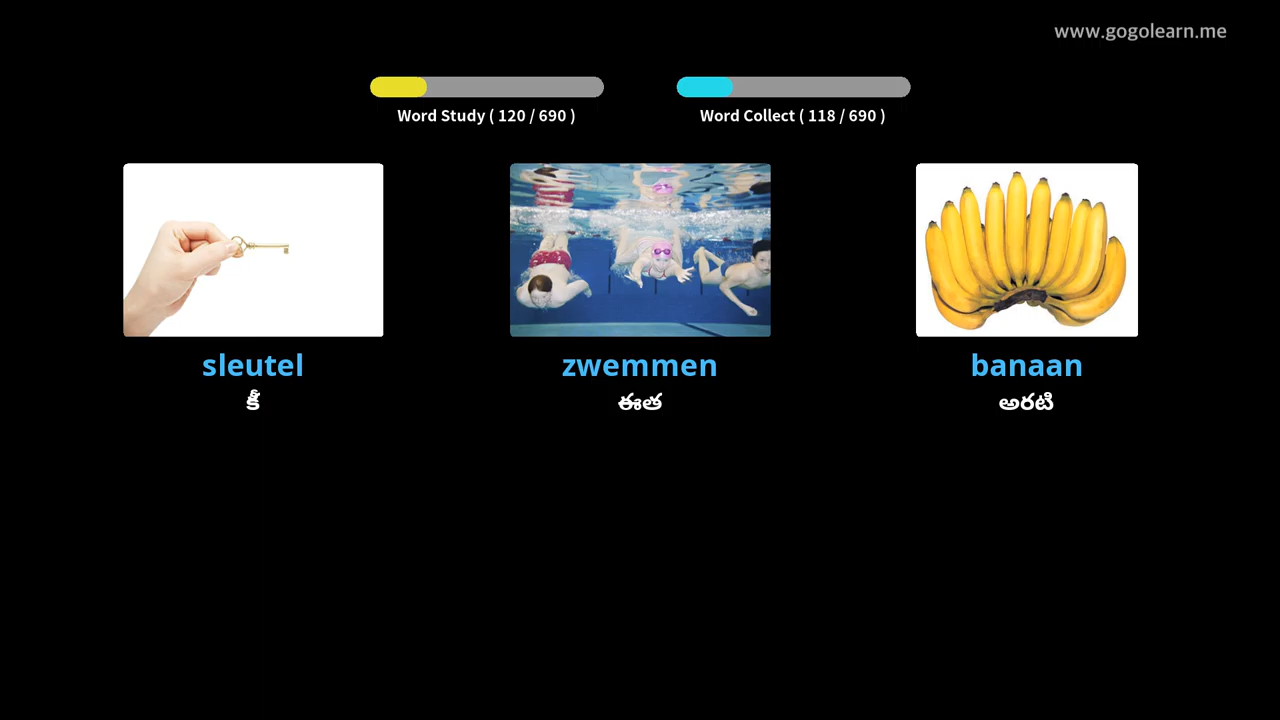 www.gogolearn.me
Word Study ( 120 / 690 )
Word Collect ( 118 / 690 )
sleutel
zwemmen
banaan
కీ
ఈత
అరటి